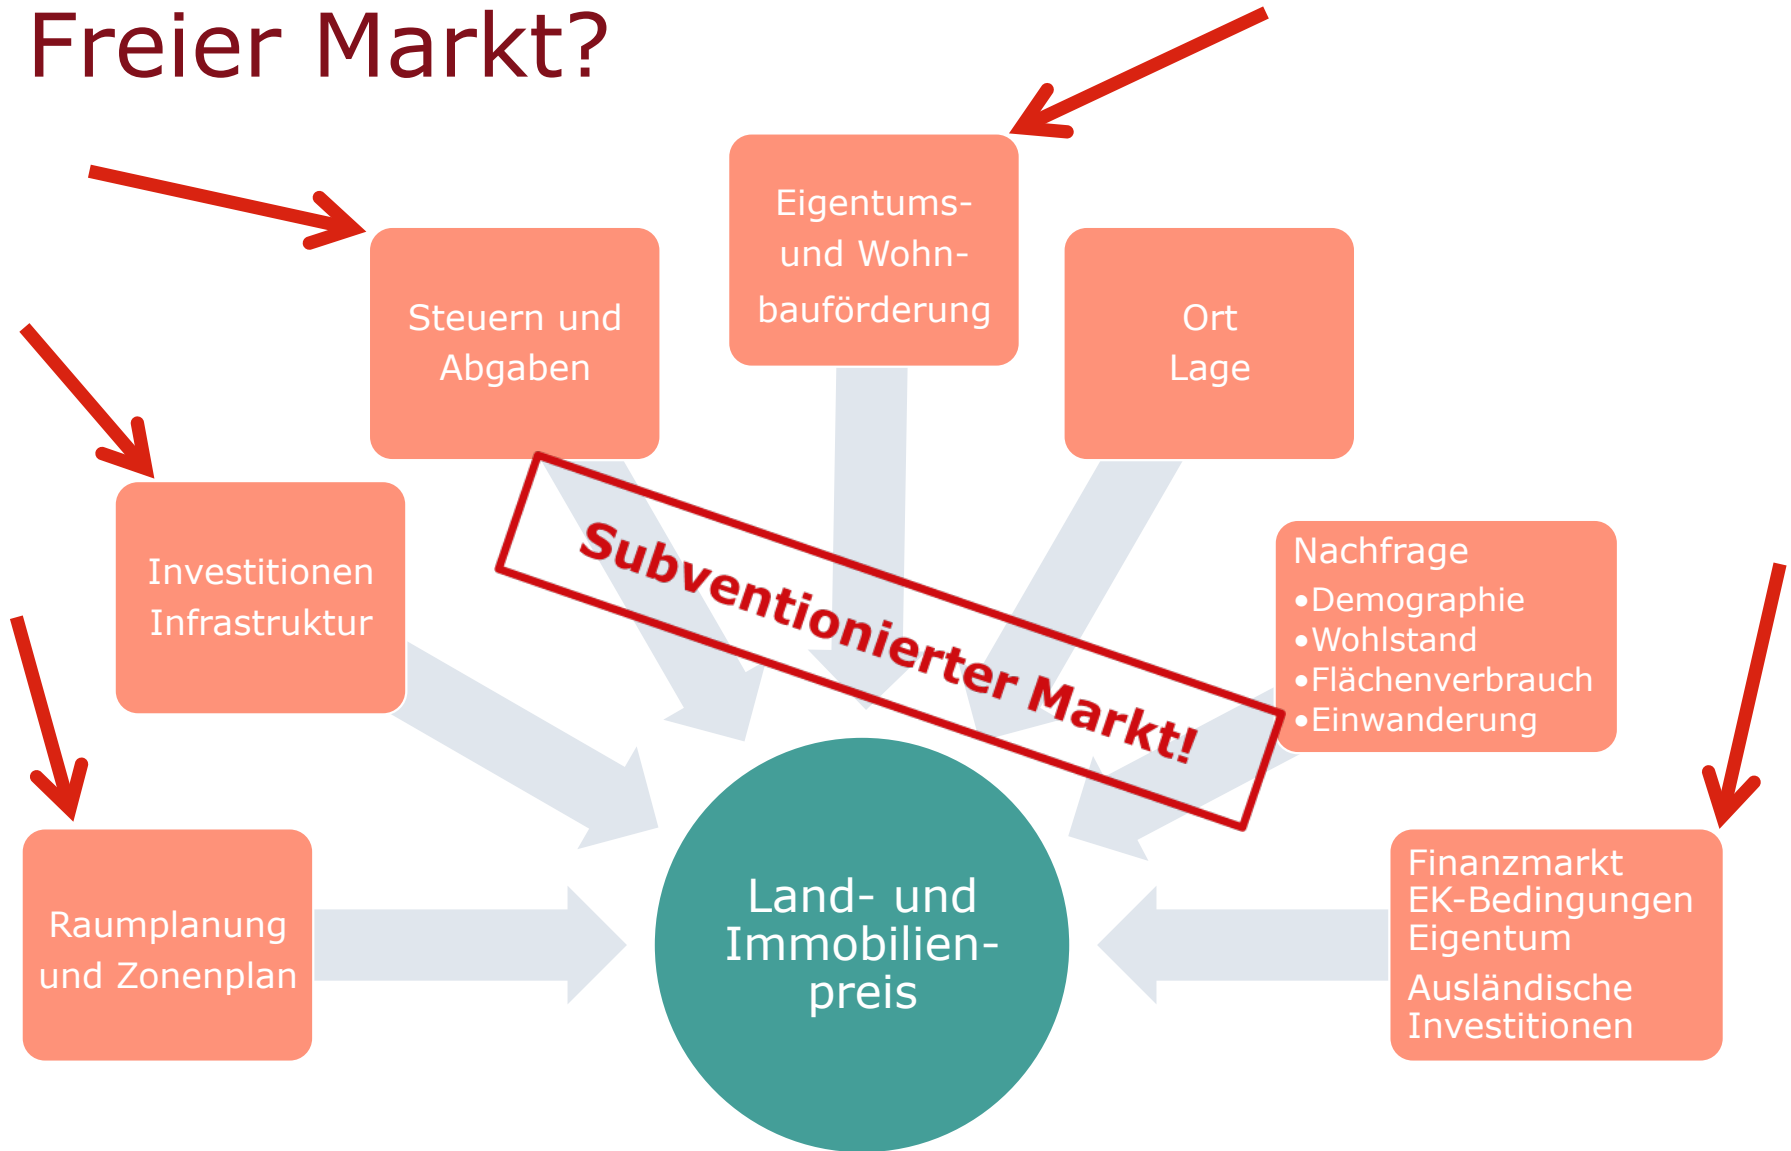 Freier Markt?
Eigentums-
und Wohn-
bauförderung
Steuern und
Abgaben
Ort
Lage
Investitionen
Infrastruktur
Subventionierter Markt!
Nachfrage
•Demographie
•Wohlstand
•Flächenverbrauch
•Einwanderung
Raumplanung
und Zonenplan
Land- und
Immobilien-
preis
Finanzmarkt
EK-Bedingungen
Eigentum
Ausländische
Investitionen